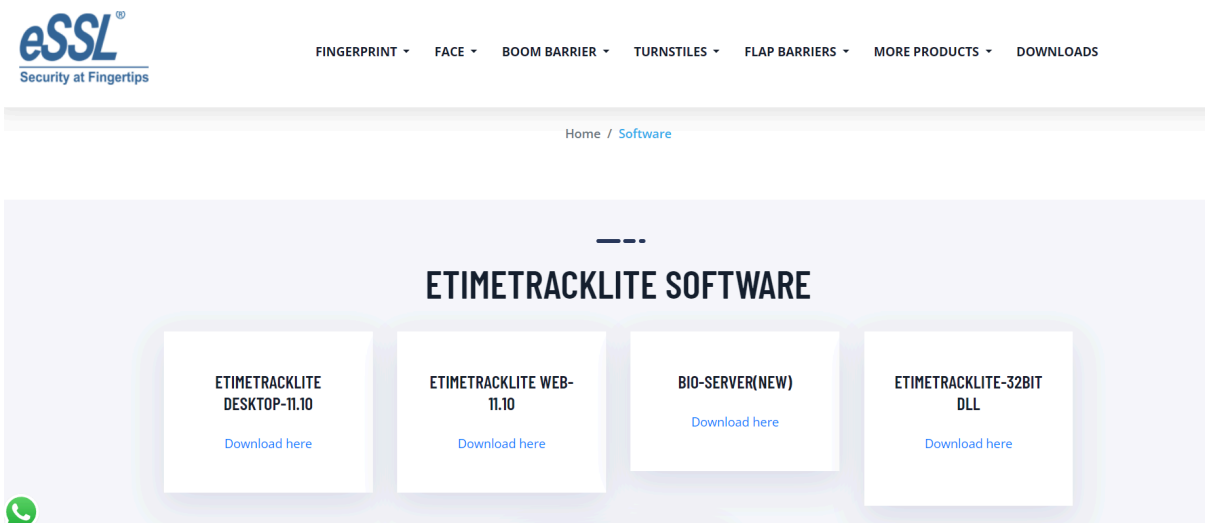 eSSL®
Security at Fingertips
FINGERPRINT FACE BOOM BARRIER TURNSTILES FLAP BARRIERS MORE PRODUCTS DOWNLOADS
Home / Software
ETIMETRACKLITE SOFTWARE
ETIMETRACKLITE
DESKTOP-11.10
Download here
ETIMETRACKLITE WEB-
11.10
Download here
BIO-SERVER(NEW)
Download here
ETIMETRACKLITE-32BIT
DLL
Download here